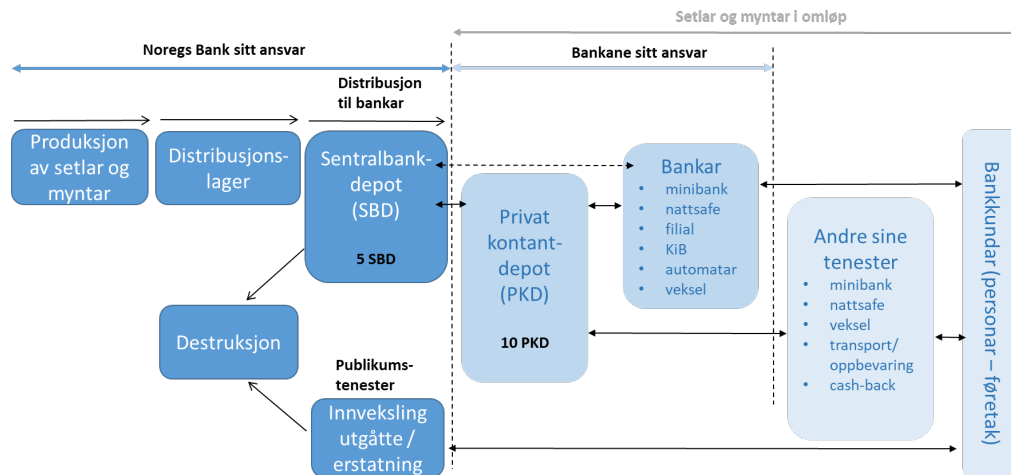 Setlar og myntar i omløp
Noregs Bank sitt ansvar
Bankane sitt ansvar
Distribusjon
til bankar
Produksjon
av setlar og
myntar
Distribusjons-
lager
Sentralbank-
depot
(SBD)
5 SBD
Privat
kontant-
depot
(PKD)
10 PKD
Bankar
• minibank
• nattsafe
• filial
• KiB
• automatar
• veksel
Andre sine
tenester
• minibank
• nattsafe
• veksel
• transport/
oppbevaring
• cash-back
Bankkundar (personar – føretak)
Destruksjon
Publikums-
tenester
Innveksling
utgåtte /
erstatning